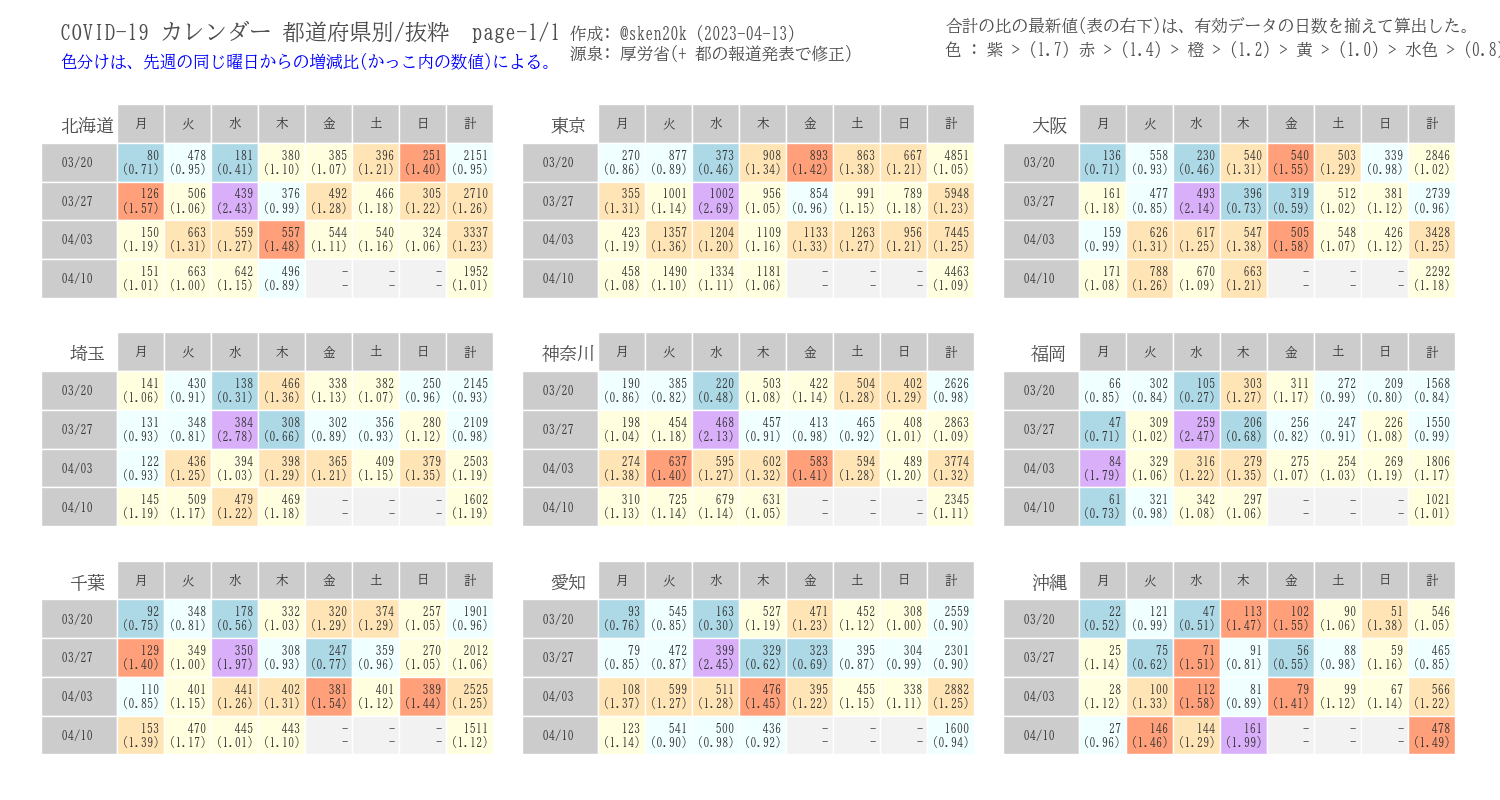 COVID-19 カレンダー 都道府県別/抜粋 page-1/1
作成: @sken20k (2023-04-13)
合計の比の最新値(表の右下)は、有効データの日数を揃えて算出した。
色分けは、先週の同じ曜日からの増減比(かっこ内の数値)による。
源泉: 厚労省(+ 都の報道発表で修正)
色 : 紫 > (1.7) 赤 > (1.4) 橙 > (1.2) 黄 > (1.0) 水色 > (0.8)
北海道 月 火 水 木 金 土 日 計
03/20 80 478 181 380 385 396 251 2151
(0.71) (0.95) (0.41) (1.10) (1.07) (1.21) (1.40) (0.95)
03/27 126 506 439 376 492 466 305 2710
(1.57) (1.06) (2.43) (0.99) (1.28) (1.18) (1.22) (1.26)
04/03 150 663 559 557 544 540 324 3337
(1.19) (1.31) (1.27) (1.48) (1.11) (1.16) (1.06) (1.23)
04/10 151 663 642 496 － － － 1952
(1.01) (1.00) (1.15) (0.89) － － － (1.01)
東京 月 火 水 木 金 土 日 計
03/20 270 877 373 908 893 863 667 4851
(0.86) (0.89) (0.46) (1.34) (1.42) (1.38) (1.21) (1.05)
03/27 355 1001 1002 956 854 991 789 5948
(1.31) (1.14) (2.69) (1.05) (0.96) (1.15) (1.18) (1.23)
04/03 423 1357 1204 1109 1133 1263 956 7445
(1.19) (1.36) (1.20) (1.16) (1.33) (1.27) (1.21) (1.25)
04/10 458 1490 1334 1181 － － － 4463
(1.08) (1.10) (1.11) (1.06) － － － (1.09)
大阪 月 火 水 木 金 土 日 計
03/20 136 558 230 540 540 503 339 2846
(0.71) (0.93) (0.46) (1.31) (1.55) (1.29) (0.98) (1.02)
03/27 161 477 493 396 319 512 381 2739
(1.18) (0.85) (2.14) (0.73) (0.59) (1.02) (1.12) (0.96)
04/03 159 626 617 547 505 548 426 3428
(0.99) (1.31) (1.25) (1.38) (1.58) (1.07) (1.12) (1.25)
04/10 171 788 670 663 － － － 2292
(1.08) (1.26) (1.09) (1.21) － － － (1.18)
埼玉 月 火 水 木 金 土 日 計
03/20 141 430 138 466 338 382 250 2145
(1.06) (0.91) (0.31) (1.36) (1.13) (1.07) (0.96) (0.93)
03/27 131 348 384 308 302 356 280 2109
(0.93) (0.81) (2.78) (0.66) (0.89) (0.93) (1.12) (0.98)
04/03 122 436 394 398 365 409 379 2503
(0.93) (1.25) (1.03) (1.29) (1.21) (1.15) (1.35) (1.19)
04/10 145 509 479 469 － － － 1602
(1.19) (1.17) (1.22) (1.18) － － － (1.19)
神奈川 月 火 水 木 金 土 日 計
03/20 190 385 220 503 422 504 402 2626
(0.86) (0.82) (0.48) (1.08) (1.14) (1.28) (1.29) (0.98)
03/27 198 454 468 457 413 465 408 2863
(1.04) (1.18) (2.13) (0.91) (0.98) (0.92) (1.01) (1.09)
04/03 274 637 595 602 583 594 489 3774
(1.38) (1.40) (1.27) (1.32) (1.41) (1.28) (1.20) (1.32)
04/10 310 725 679 631 － － － 2345
(1.13) (1.14) (1.14) (1.05) － － － (1.11)
福岡 月 火 水 木 金 土 日 計
03/20 66 302 105 303 311 272 209 1568
(0.85) (0.84) (0.27) (1.27) (1.17) (0.99) (0.80) (0.84)
03/27 47 309 259 206 256 247 226 1550
(0.71) (1.02) (2.47) (0.68) (0.82) (0.91) (1.08) (0.99)
04/03 84 329 316 279 275 254 269 1806
(1.79) (1.06) (1.22) (1.35) (1.07) (1.03) (1.19) (1.17)
04/10 61 321 342 297 － － － 1021
(0.73) (0.98) (1.08) (1.06) － － － (1.01)
千葉 月 火 水 木 金 土 日 計
03/20 92 348 178 332 320 374 257 1901
(0.75) (0.81) (0.56) (1.03) (1.29) (1.29) (1.05) (0.96)
03/27 129 349 350 308 247 359 270 2012
(1.40) (1.00) (1.97) (0.93) (0.77) (0.96) (1.05) (1.06)
04/03 110 401 441 402 381 401 389 2525
(0.85) (1.15) (1.26) (1.31) (1.54) (1.12) (1.44) (1.25)
04/10 153 470 445 443 － － － 1511
(1.39) (1.17) (1.01) (1.10) － － － (1.12)
愛知 月 火 水 木 金 土 日 計
03/20 93 545 163 527 471 452 308 2559
(0.76) (0.85) (0.30) (1.19) (1.23) (1.12) (1.00) (0.90)
03/27 79 472 399 329 323 395 304 2301
(0.85) (0.87) (2.45) (0.62) (0.69) (0.87) (0.99) (0.90)
04/03 108 599 511 476 395 455 338 2882
(1.37) (1.27) (1.28) (1.45) (1.22) (1.15) (1.11) (1.25)
04/10 123 541 500 436 － － － 1600
(1.14) (0.90) (0.98) (0.92) － － － (0.94)
沖縄 月 火 水 木 金 土 日 計
03/20 22 121 47 113 102 90 51 546
(0.52) (0.99) (0.51) (1.47) (1.55) (1.06) (1.38) (1.05)
03/27 25 75 71 91 56 88 59 465
(1.14) (0.62) (1.51) (0.81) (0.55) (0.98) (1.16) (0.85)
04/03 28 100 112 81 79 99 67 566
(1.12) (1.33) (1.58) (0.89) (1.41) (1.12) (1.14) (1.22)
04/10 27 146 144 161 － － － 478
(0.96) (1.46) (1.29) (1.99) － － － (1.49)